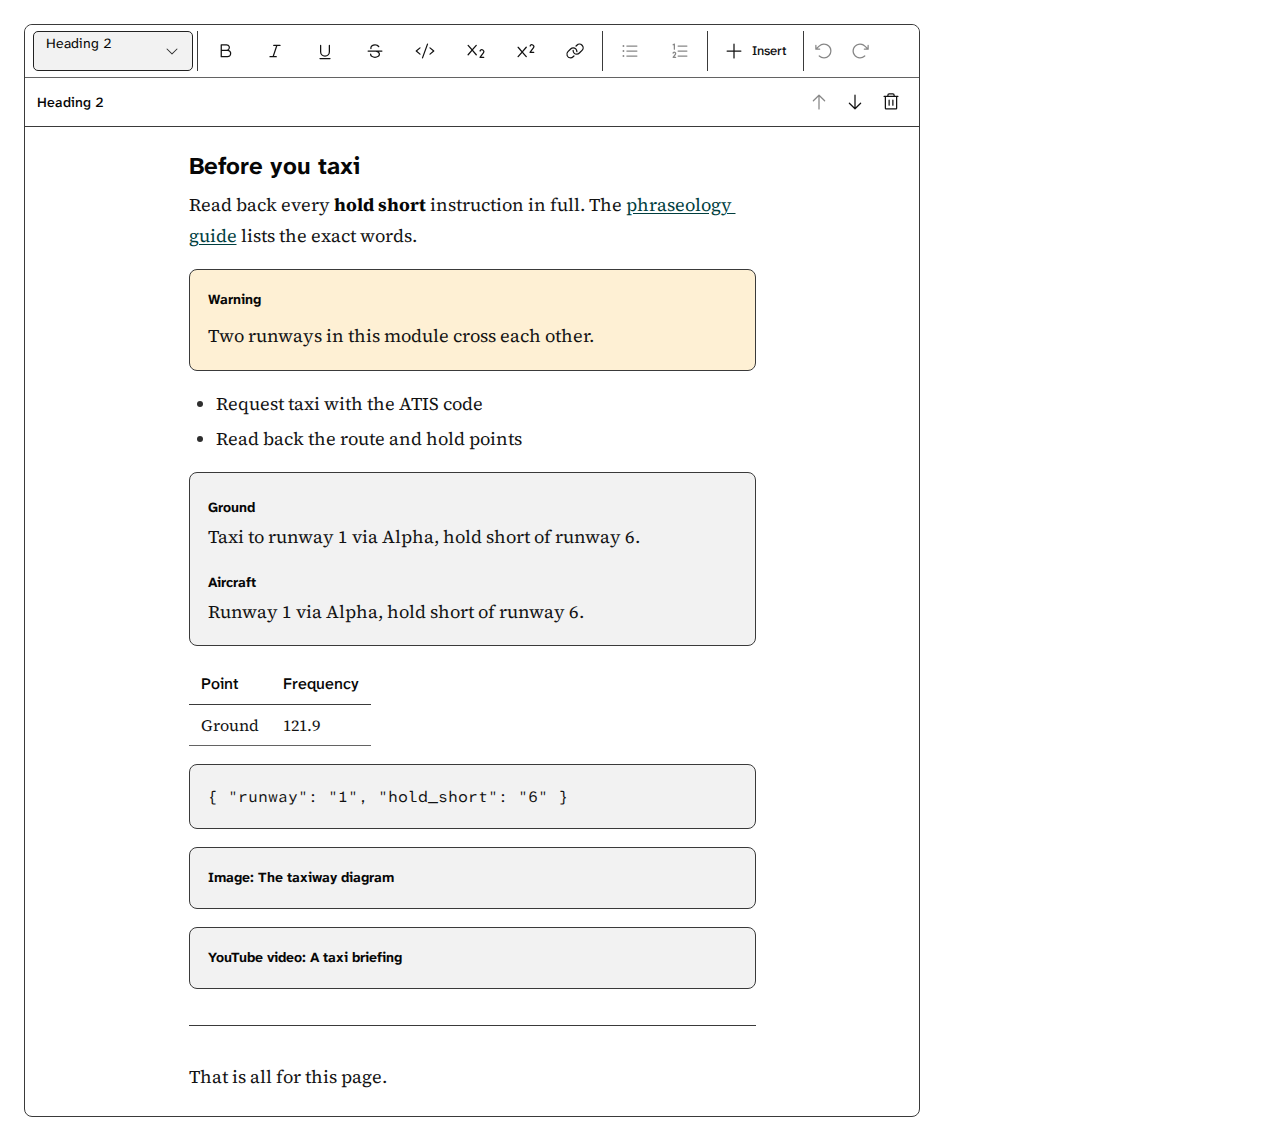 Heading 2
B I U S </> X2 X2 Insert
Heading 2
Before you taxi
Read back every hold short instruction in full. The phraseology
guide lists the exact words.
Warning
Two runways in this module cross each other.
• Request taxi with the ATIS code
• Read back the route and hold points
Ground
Taxi to runway 1 via Alpha, hold short of runway 6.
Aircraft
Runway 1 via Alpha, hold short of runway 6.
Point Frequency
Ground 121.9
{ "runway": "1", "hold_short": "6" }
Image: The taxiway diagram
YouTube video: A taxi briefing
That is all for this page.